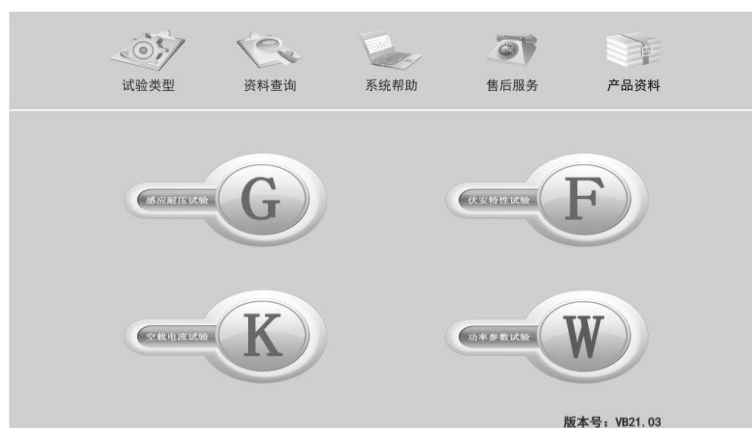 试验类型 资料查询 系统帮助 售后服务 产品资料
感应耐压试验 G 伏安特性试验 F
空载电流试验 K 功率参数试验 W
版本号：VB21.03